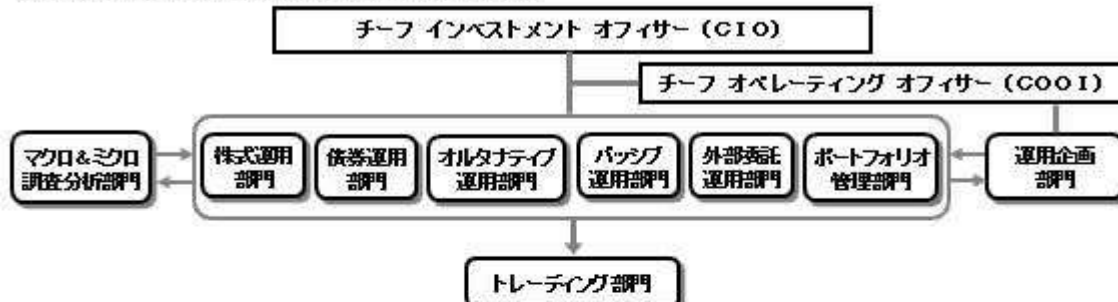 チーフ インベストメント オフィサー (CIO)
チーフ オペレーティング オフィサー (COOI)
マクロ&ミクロ
調査分析部門
株式運用
部門
債券運用
部門
オルタナティブ
運用部門
パッシブ
運用部門
外部委託
運用部門
ポートフォリオ
管理部門
運用企画
部門
トレーディング部門